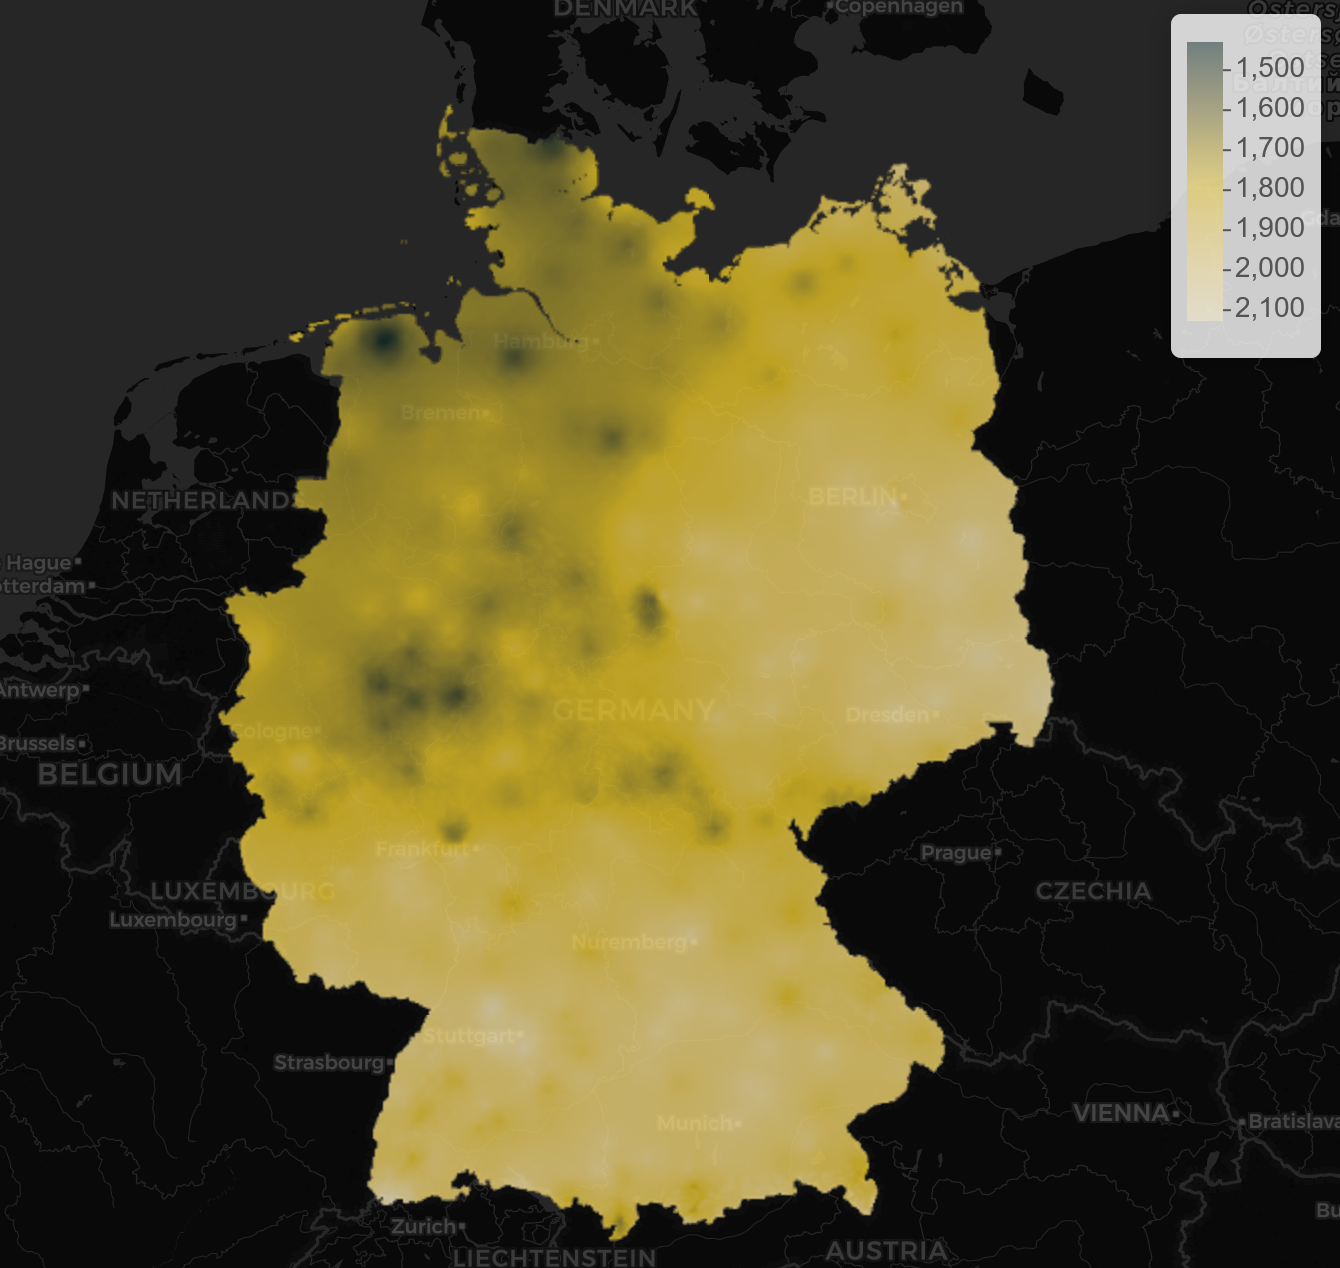 DENMARK
Copenhagen
1,500
1,600
1,700
1,800
1,900
2,000
2,100
Hamburg
Bremen
NETHERLANDS
BERLIN
Hague
otterdam
Antwerp
GERMANY
Dresden
Cologne
Brussels
BELGIUM
Frankfurt
Prague
LUXEMBOURG
CZECHIA
Luxembourg
Nuremberg
Stuttgart
Strasbourg
VIENNA
Munich
Bratislava
Bu
Zurich
LIECHTENSTEIN
AUSTRIA